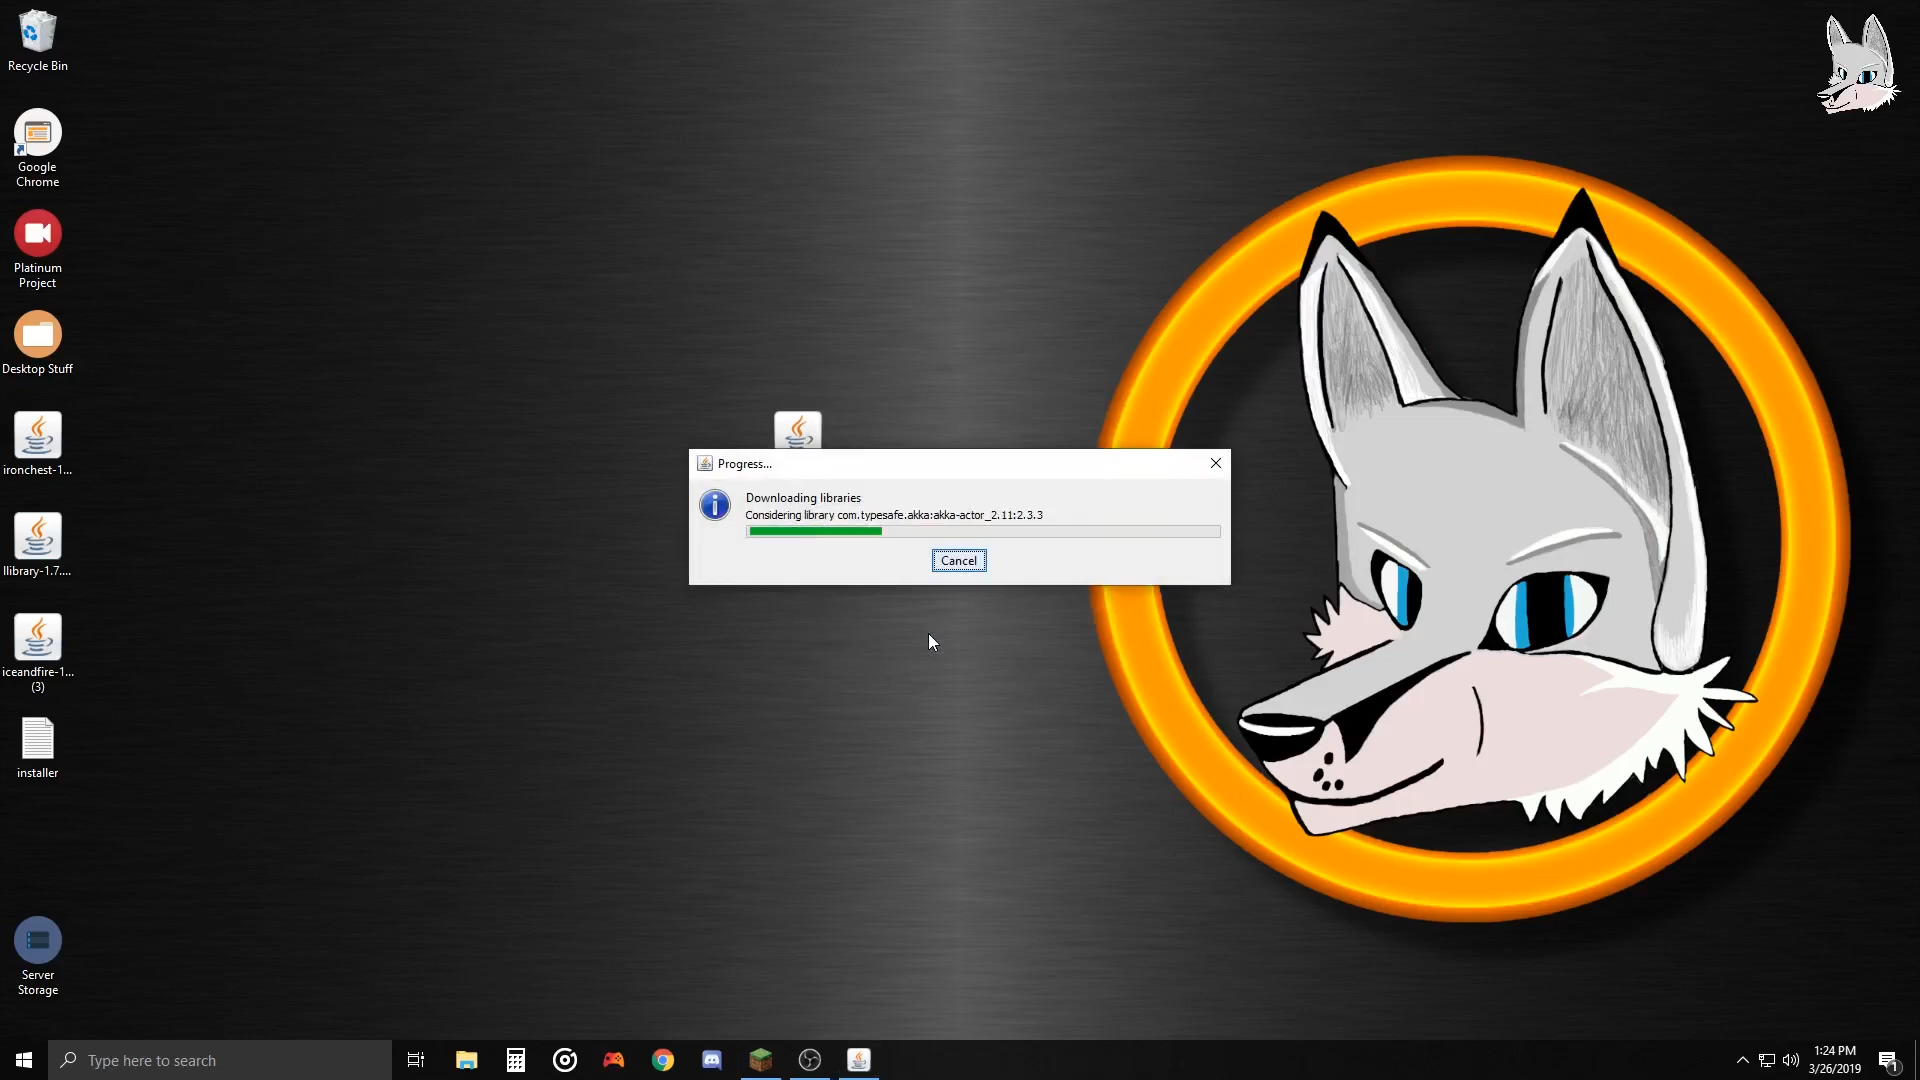 Recycle Bin
Google
Chrome
Platinum
Project
Desktop Stuff
ironchest-1...
llibrary-1.7....
iceandfire-1...
(3)
installer
Server
Storage
Progress...
Downloading libraries
Considering library com.typesafe.akka:akka-actor_2.11:2.3.3
Cancel
Type here to search
1:24 PM
3/26/2019
1